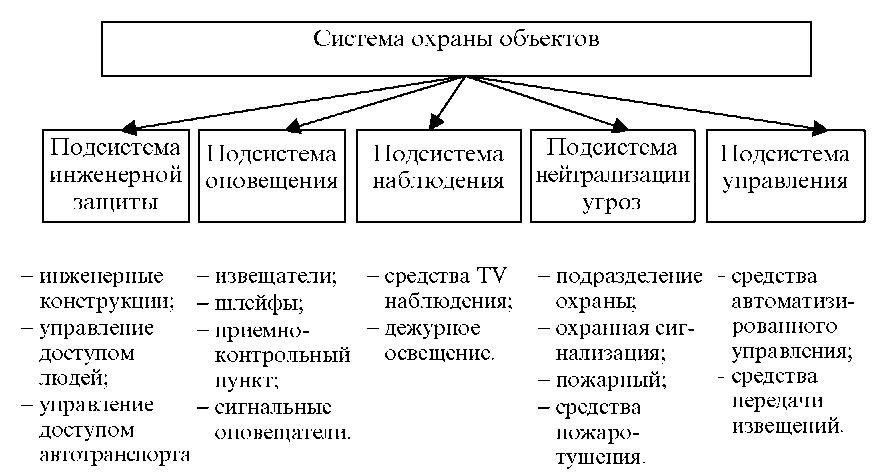 Система охраны объектов
Подсистема
инженерной
защиты
Подсистема
оповещения
Подсистема
наблюдения
Подсистема
нейтрализации
угроз
Подсистема
управления
– инженерные
конструкции;
– управление
доступом
людей;
– управление
доступом
автотранспорта
– извещатели;
– шлейфы;
– приемно-
контрольный
пункт;
– сигнальные
оповещатели.
– средства TV
наблюдения;
– дежурное
освещение.
– подразделение
охраны;
– охранная сиг-
нализация;
– пожарный;
– средства
пожаро-
тушения.
- средства
автоматизи-
рованного
управления;
- средства
передачи
извещений.